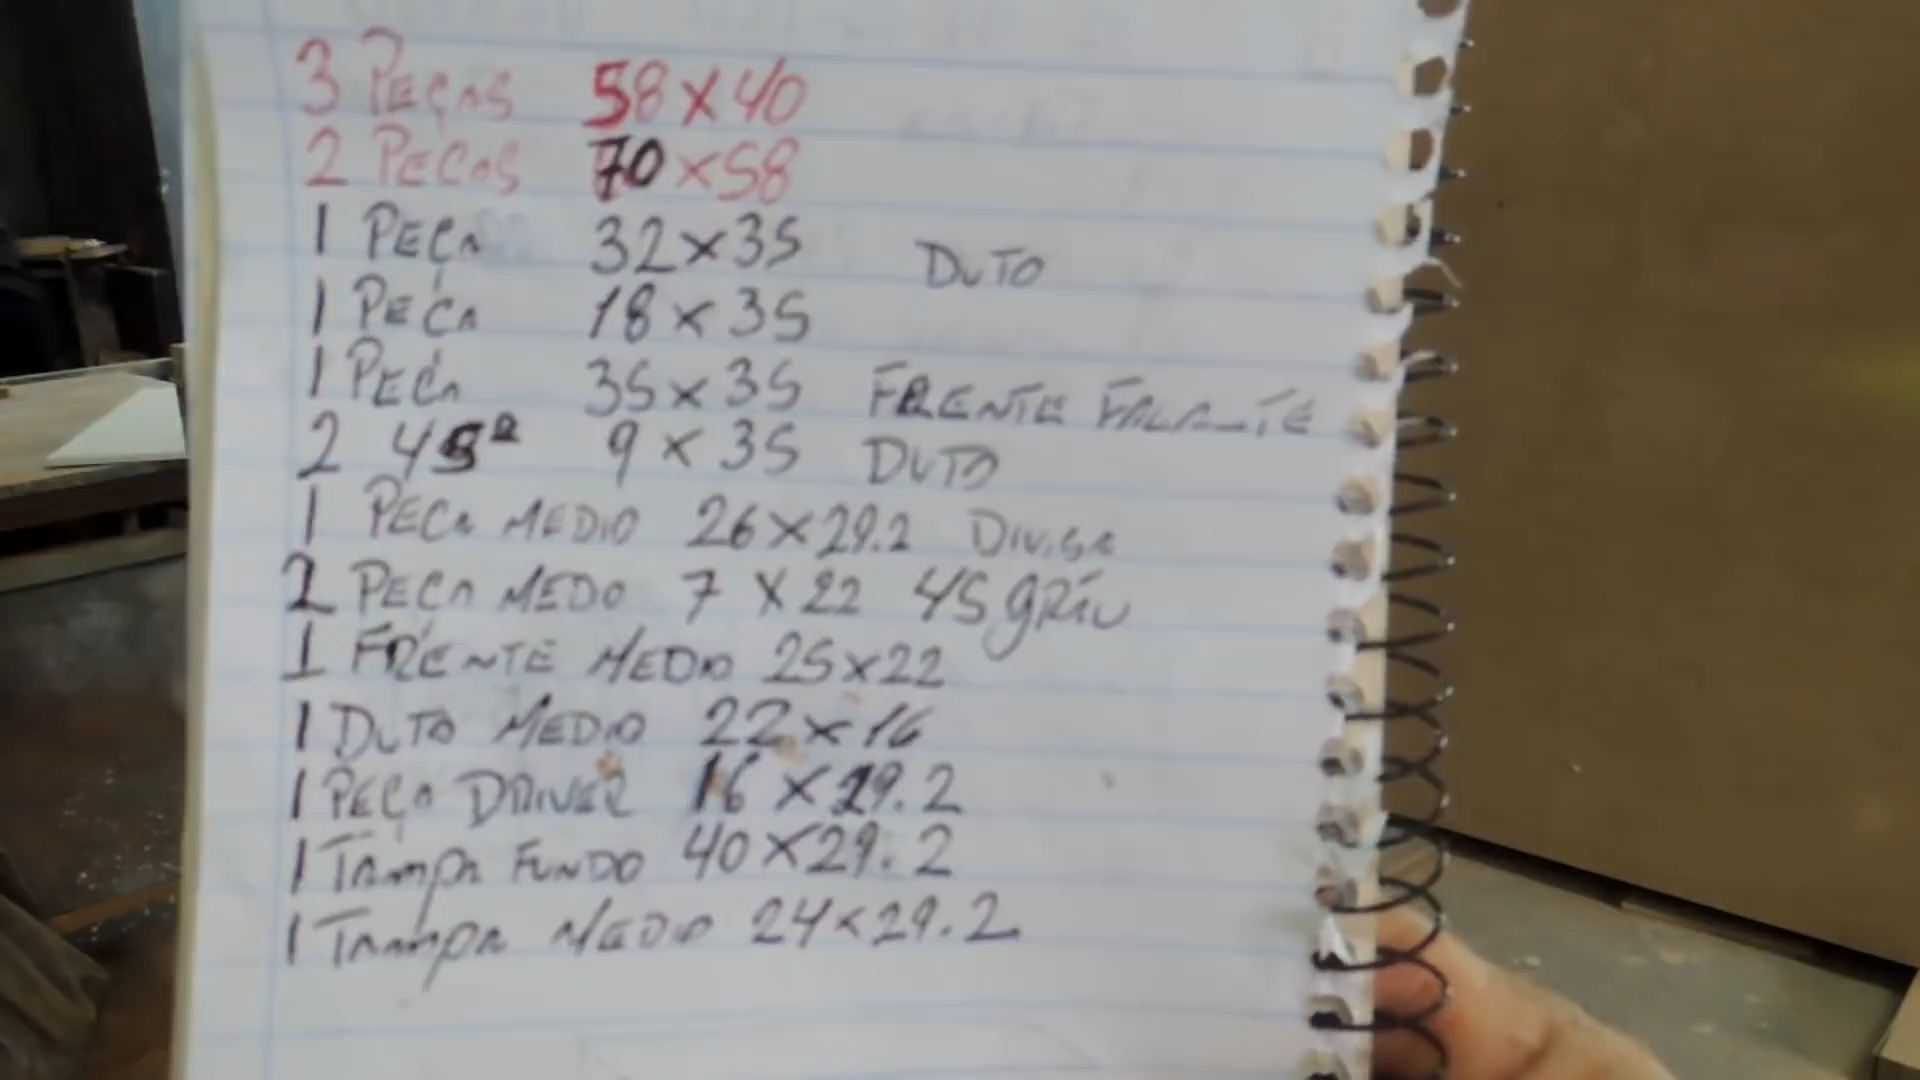 3 PEÇAS 58 X 40
2 PEÇAS 70 X 58
1 PEÇA 32 X 35 DUTO
1 PEÇA 18 X 35
1 PEÇA 35 X 35 FRENTE FALANTE
2 45º 9 X 35 DUTO
1 PEÇA MEDIO 26 X 29.2 DIVISA
2 PEÇA MEDIO 7 X 22 45 grau
1 FRENTE MEDIO 25 X 22
1 DUTO MEDIO 22 X 16
1 PEÇA DRIVER 16 X 29.2
1 TAMPA FUNDO 40 X 29.2
1 TAMPA MEDIO 24 X 29.2